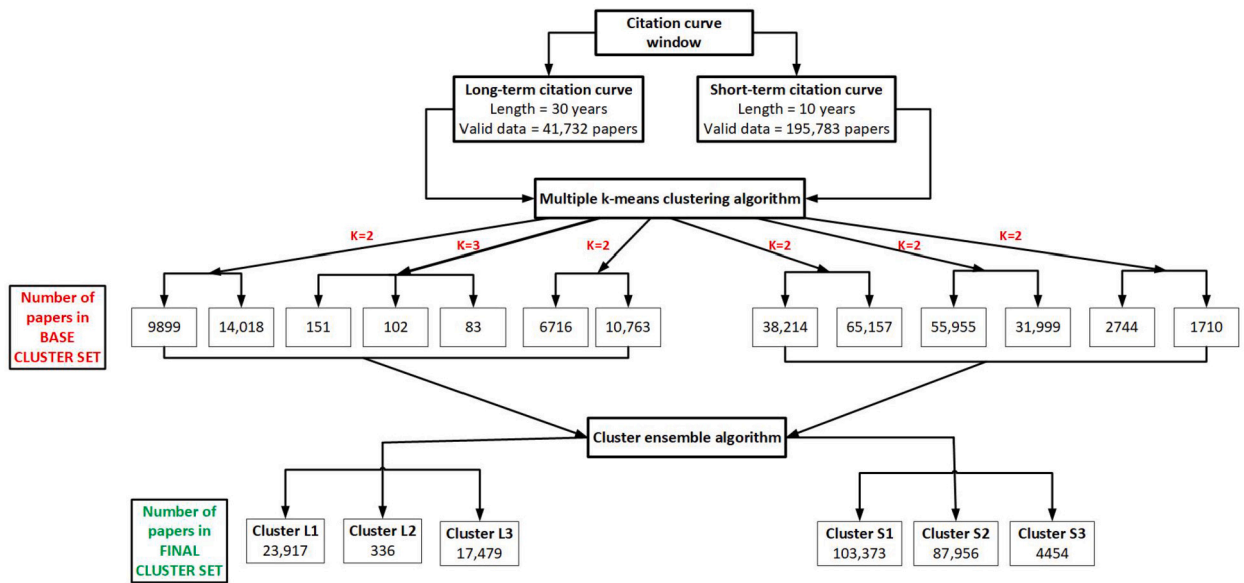 Citation curve
window
Long-term citation curve
Length = 30 years
Valid data = 41,732 papers
Short-term citation curve
Length = 10 years
Valid data = 195,783 papers
Multiple k-means clustering algorithm
K=2
K=3
K=2
K=2
K=2
K=2
Number of
papers in
BASE
CLUSTER SET
9899
14,018
151
102
83
6716
10,763
38,214
65,157
55,955
31,999
2744
1710
Cluster ensemble algorithm
Number of
papers in
FINAL
CLUSTER SET
Cluster L1
23,917
Cluster L2
336
Cluster L3
17,479
Cluster S1
103,373
Cluster S2
87,956
Cluster S3
4454